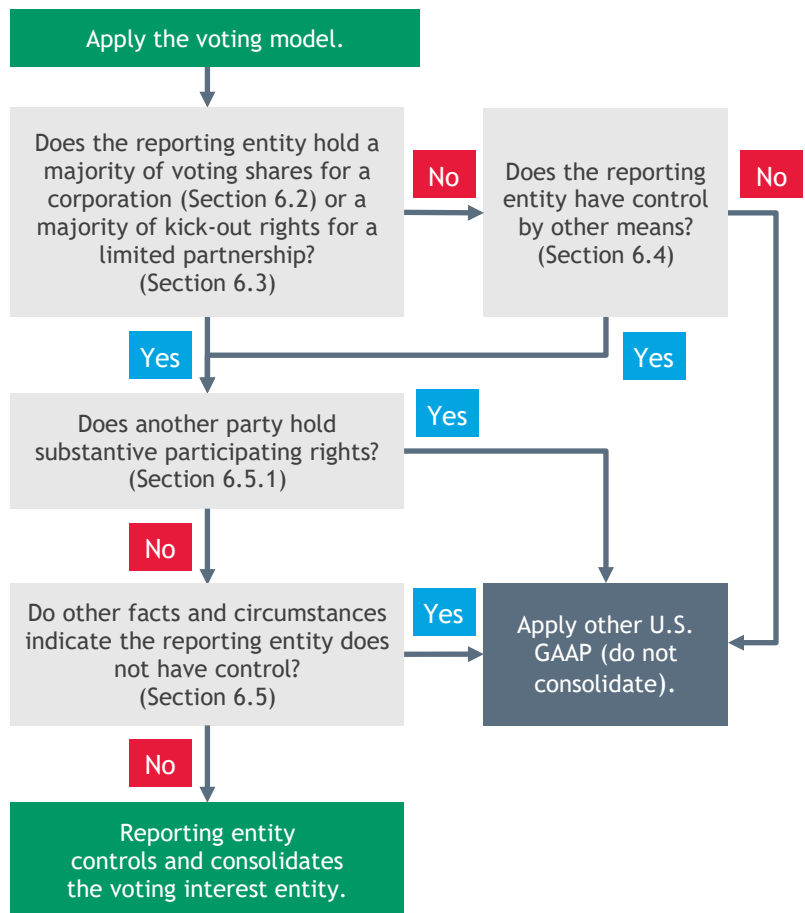 Apply the voting model.
Does the reporting entity hold a
majority of voting shares for a
corporation (Section 6.2) or a
majority of kick-out rights for a
limited partnership?
(Section 6.3)
No
Does the reporting
entity have control
by other means?
(Section 6.4)
No
Yes
Yes
Does another party hold
substantive participating rights?
(Section 6.5.1)
Yes
No
Do other facts and circumstances
indicate the reporting entity does
not have control?
(Section 6.5)
Yes
Apply other U.S.
GAAP (do not
consolidate).
No
Reporting entity
controls and consolidates
the voting interest entity.